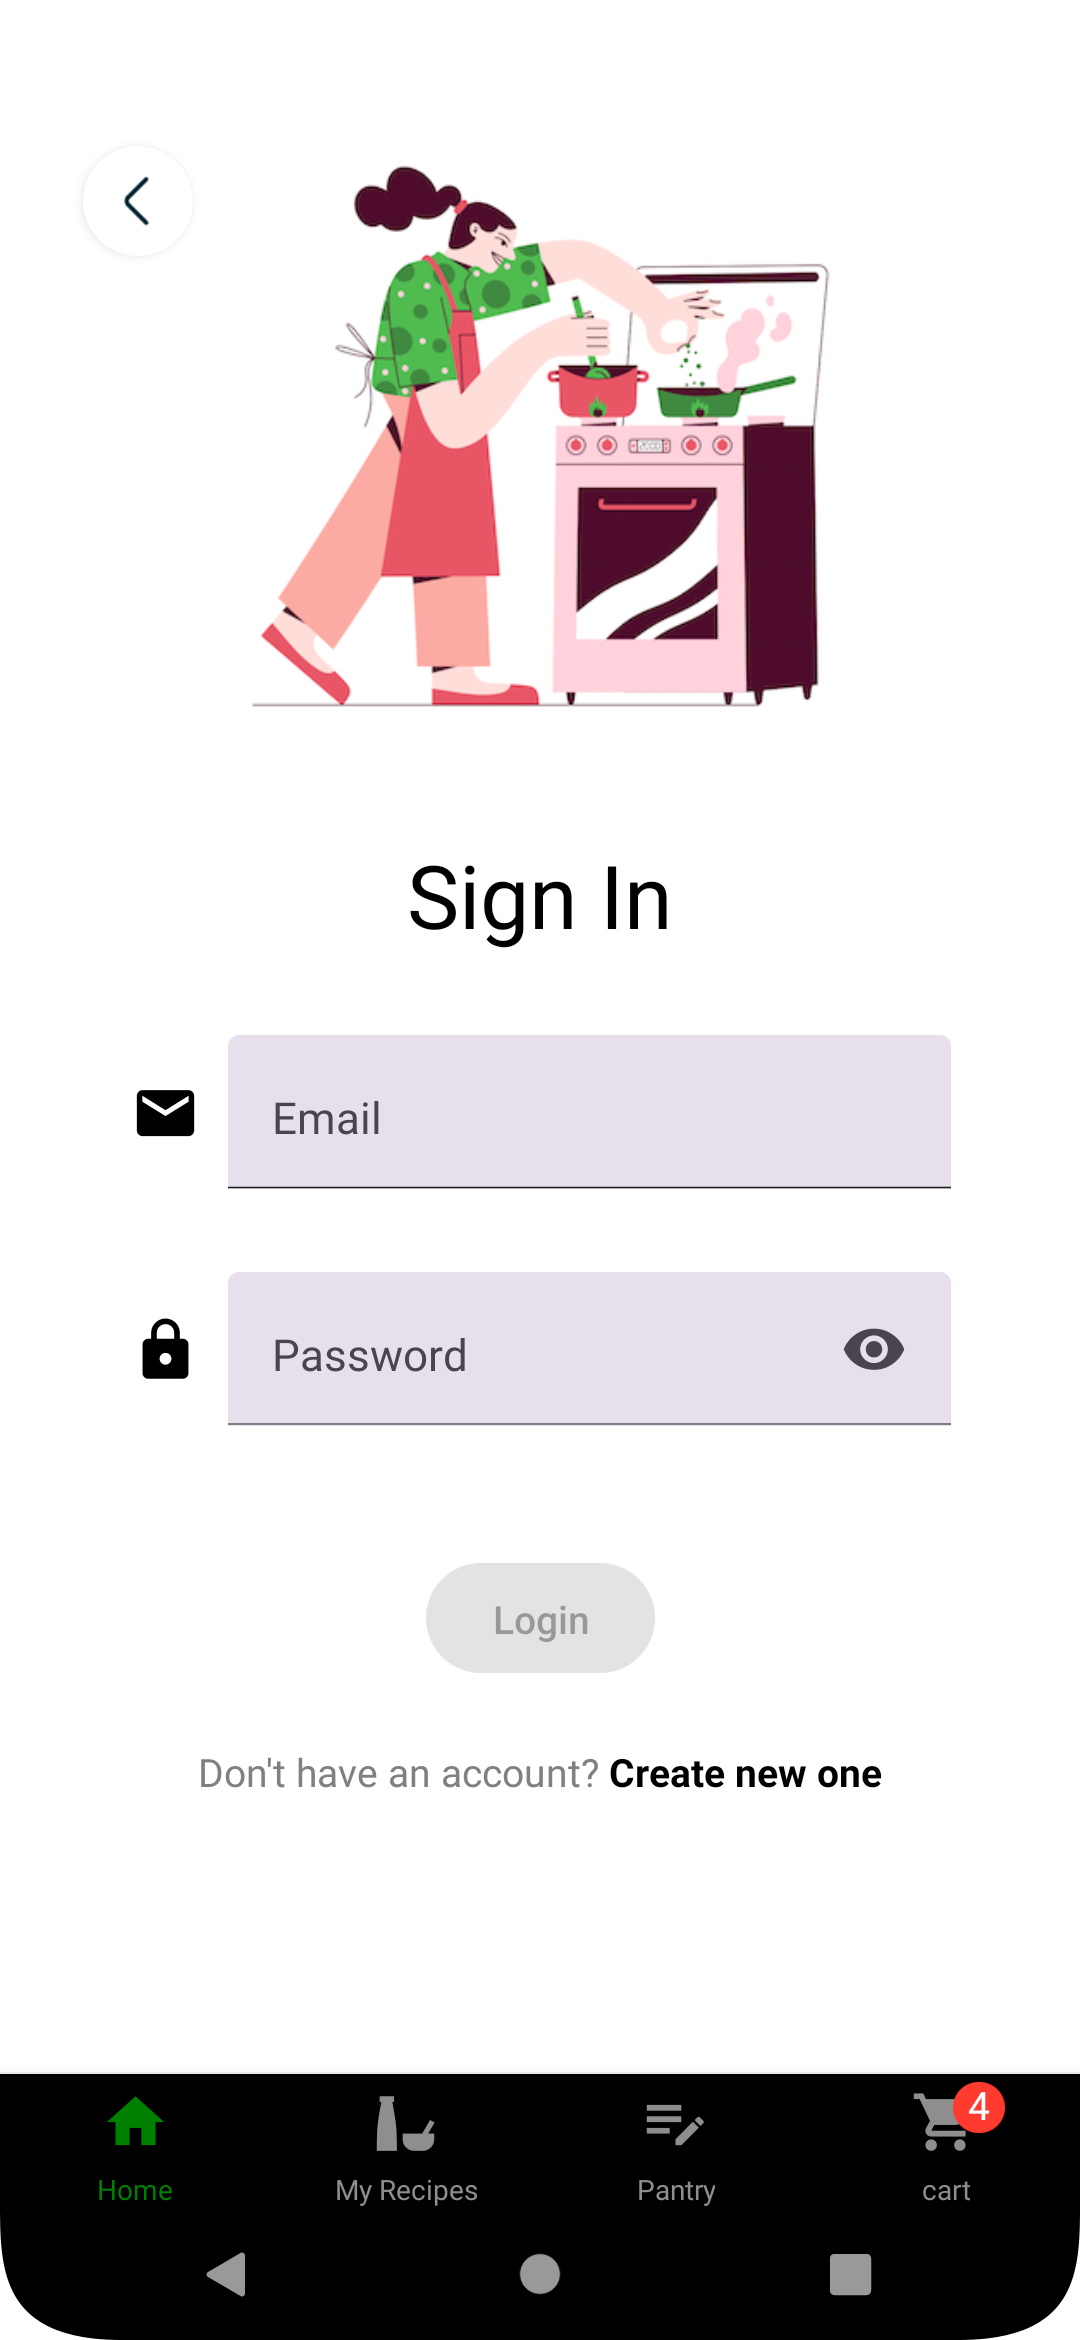 Sign In
Email
Password
Login
Don't have an account? Create new one
4
Home
My Recipes
Pantry
cart